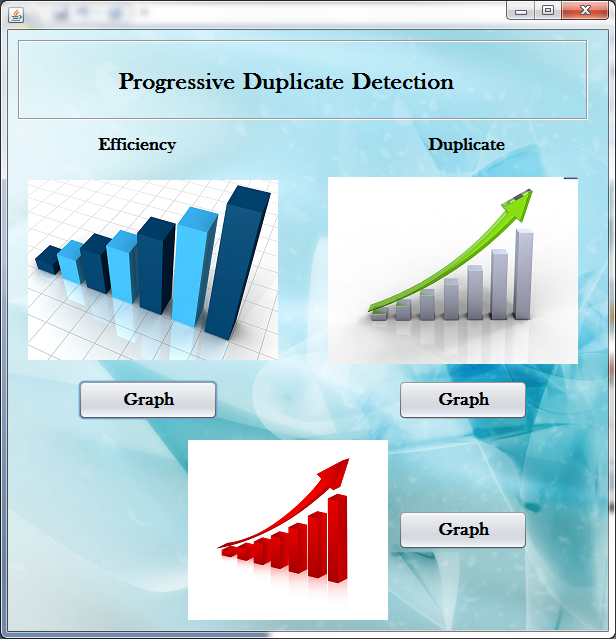 Progressive Duplicate Detection
Efficiency
Duplicate
Graph
Graph
Graph